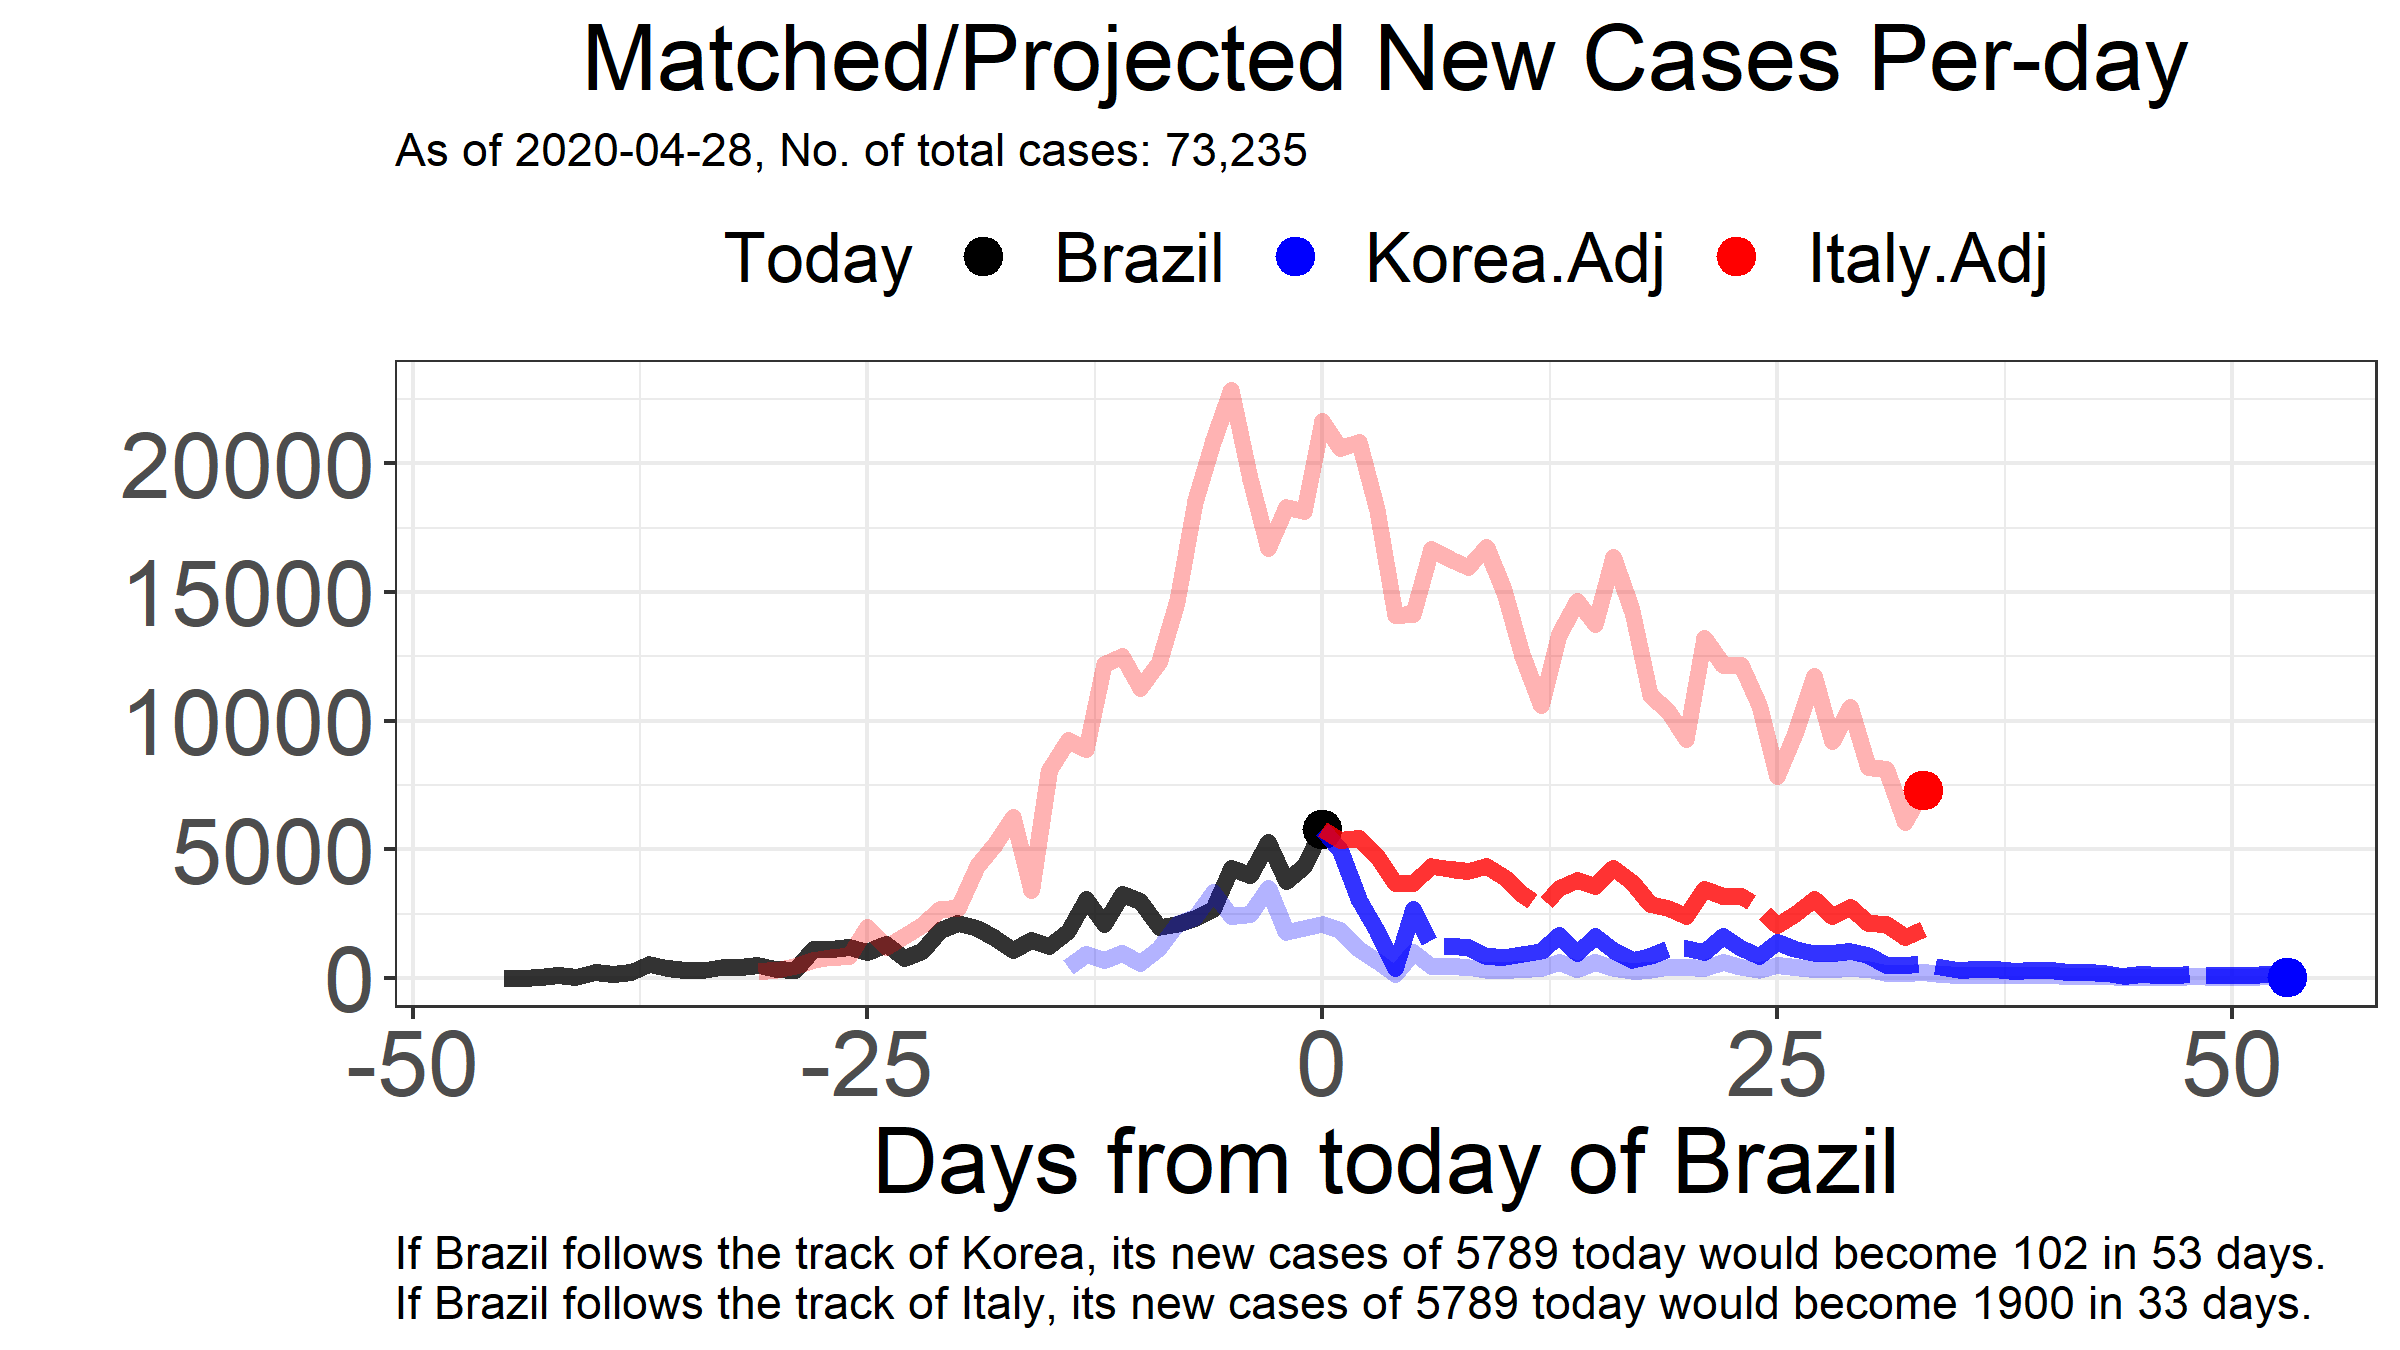 Matched/Projected New Cases Per-day
As of 2020-04-28, No. of total cases: 73,235
Today Brazil Korea.Adj Italy.Adj
20000
15000
10000
5000
0
-50 -25 0 25 50
Days from today of Brazil
If Brazil follows the track of Korea, its new cases of 5789 today would become 102 in 53 days.
If Brazil follows the track of Italy, its new cases of 5789 today would become 1900 in 33 days.